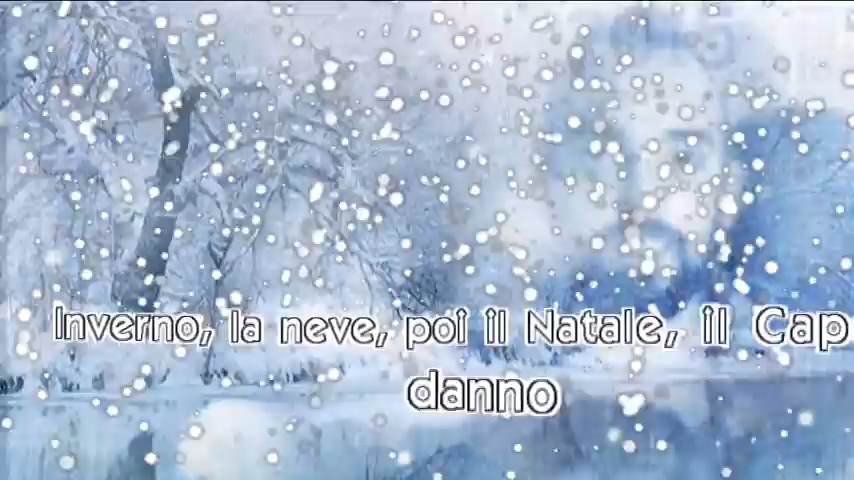 Inverno, la neve, poi il Natale, il Cap
danno